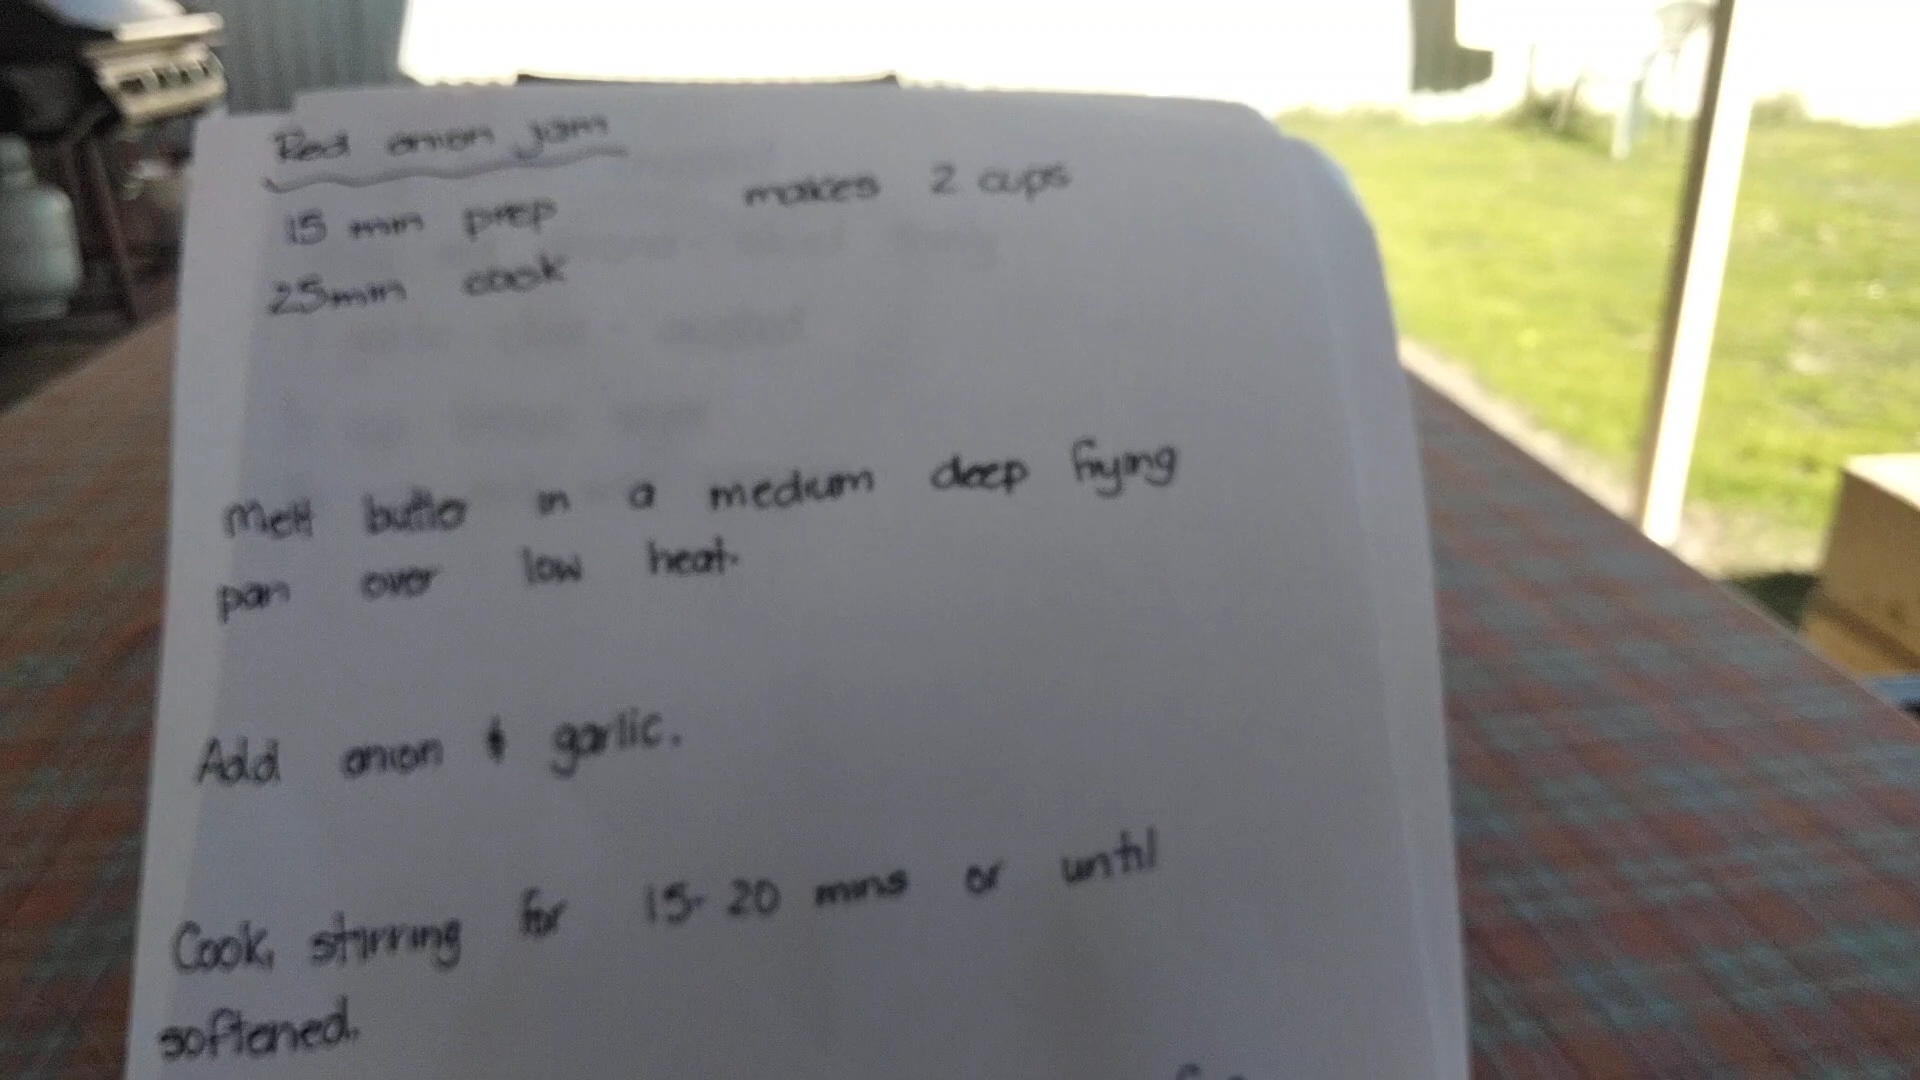 Red onion jam
15 min prep makes 2 cups
25min cook
Melt butter in a medium deep frying
pan over low heat.
Add onion & garlic.
Cook, stirring for 15-20 mins or until
softened.